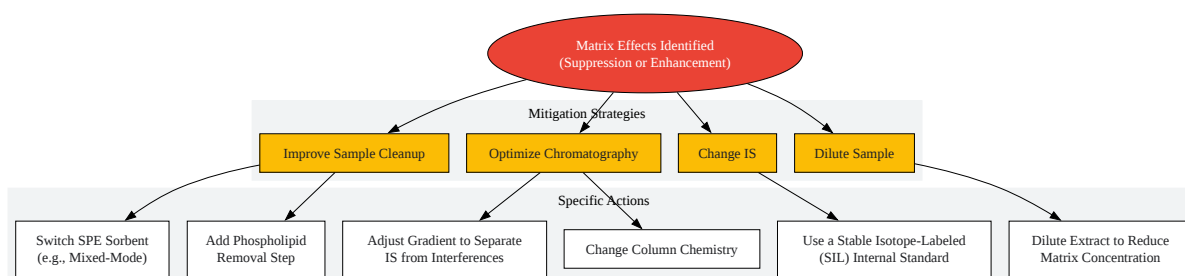 Matrix Effects Identified
(Suppression or Enhancement)
Mitigation Strategies
Improve Sample Cleanup
Optimize Chromatography
Change IS
Dilute Sample
Specific Actions
Switch SPE Sorbent
(e.g., Mixed-Mode)
Add Phospholipid
Removal Step
Adjust Gradient to Separate
IS from Interferences
Change Column Chemistry
Use a Stable Isotope-Labeled
(SIL) Internal Standard
Dilute Extract to Reduce
Matrix Concentration